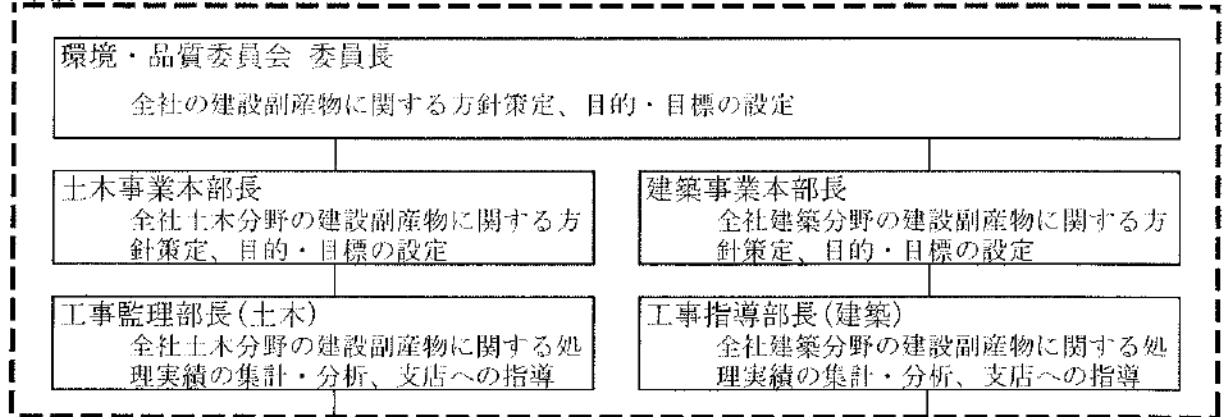 環境・品質委員会 委員長
全社の建設副産物に関する方針策定、目的・目標の設定
土木事業本部長
全社土木分野の建設副産物に関する方
針策定、目的・目標の設定
建築事業本部長
全社建築分野の建設副産物に関する方
針策定、目的・目標の設定
工事監理部長(土木)
全社土木分野の建設副産物に関する処
理実績の集計・分析、支店への指導
工事指導部長(建築)
全社建築分野の建設副産物に関する処
理実績の集計・分析、支店への指導